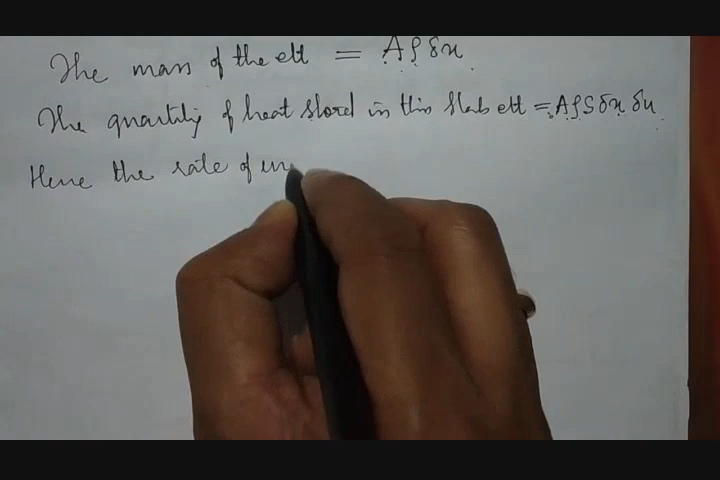 The mass of the elt = Aρδx.
The quantity of heat stored in this slab elt = AρSδx δu.
Hence the rate of in